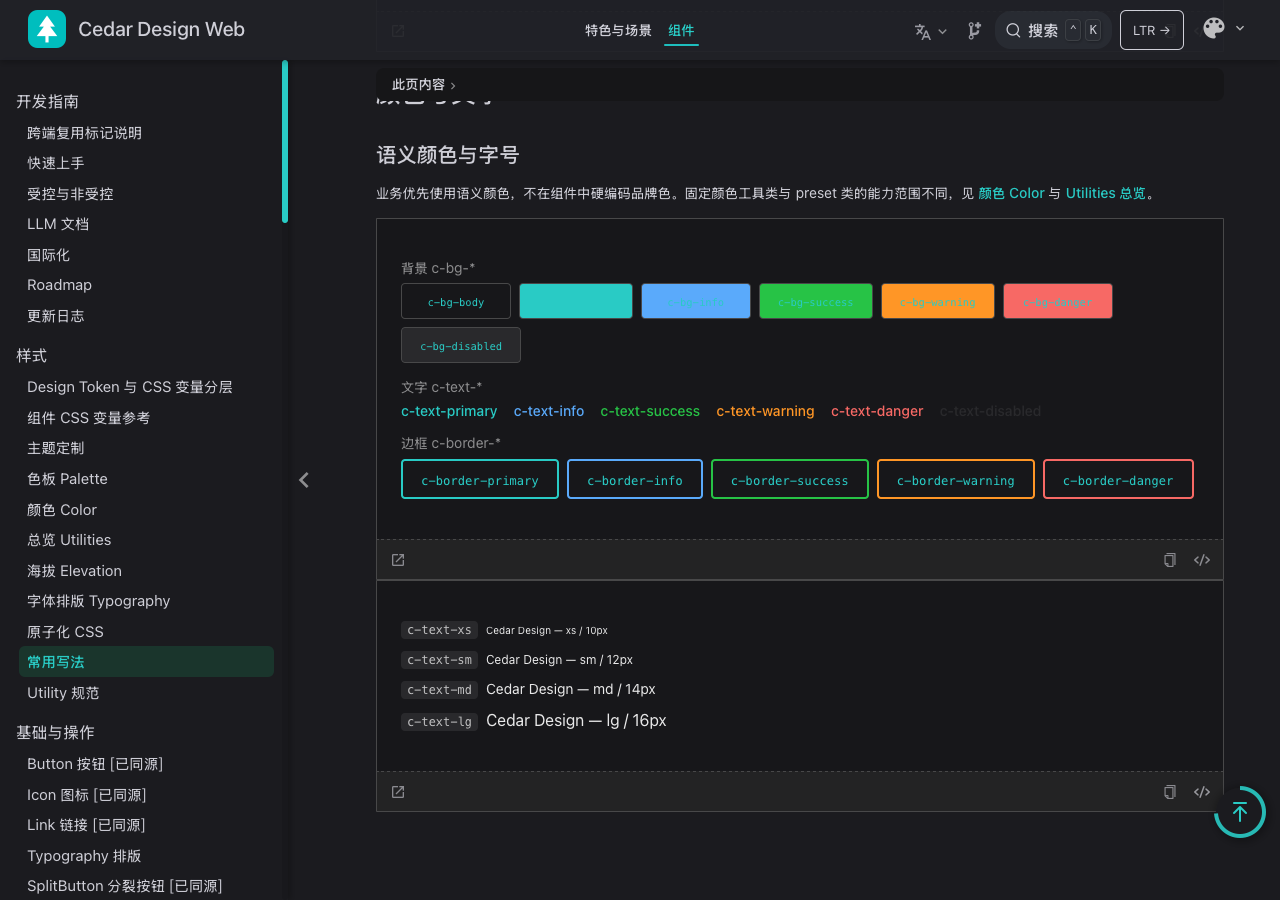 Cedar Design Web
特色与场景
组件
搜索
^
K
LTR →
开发指南
跨端复用标记说明
快速上手
受控与非受控
LLM 文档
国际化
Roadmap
更新日志
样式
Design Token 与 CSS 变量分层
组件 CSS 变量参考
主题定制
色板 Palette
颜色 Color
总览 Utilities
海拔 Elevation
字体排版 Typography
原子化 CSS
常用写法
Utility 规范
基础与操作
Button 按钮 [已同源]
Icon 图标 [已同源]
Link 链接 [已同源]
Typography 排版
SplitButton 分裂按钮 [已同源]
此页内容 ›
语义颜色与字号
业务优先使用语义颜色，不在组件中硬编码品牌色。固定颜色工具类与 preset 类的能力范围不同，见 颜色 Color 与 Utilities 总览。
背景 c-bg-*
c-bg-body
c-bg-success
c-bg-warning
c-bg-danger
c-bg-disabled
文字 c-text-*
c-text-primary
c-text-info
c-text-success
c-text-warning
c-text-danger
c-text-disabled
边框 c-border-*
c-border-primary
c-border-info
c-border-success
c-border-warning
c-border-danger
c-text-xs Cedar Design — xs / 10px
c-text-sm Cedar Design — sm / 12px
c-text-md Cedar Design — md / 14px
c-text-lg Cedar Design — lg / 16px